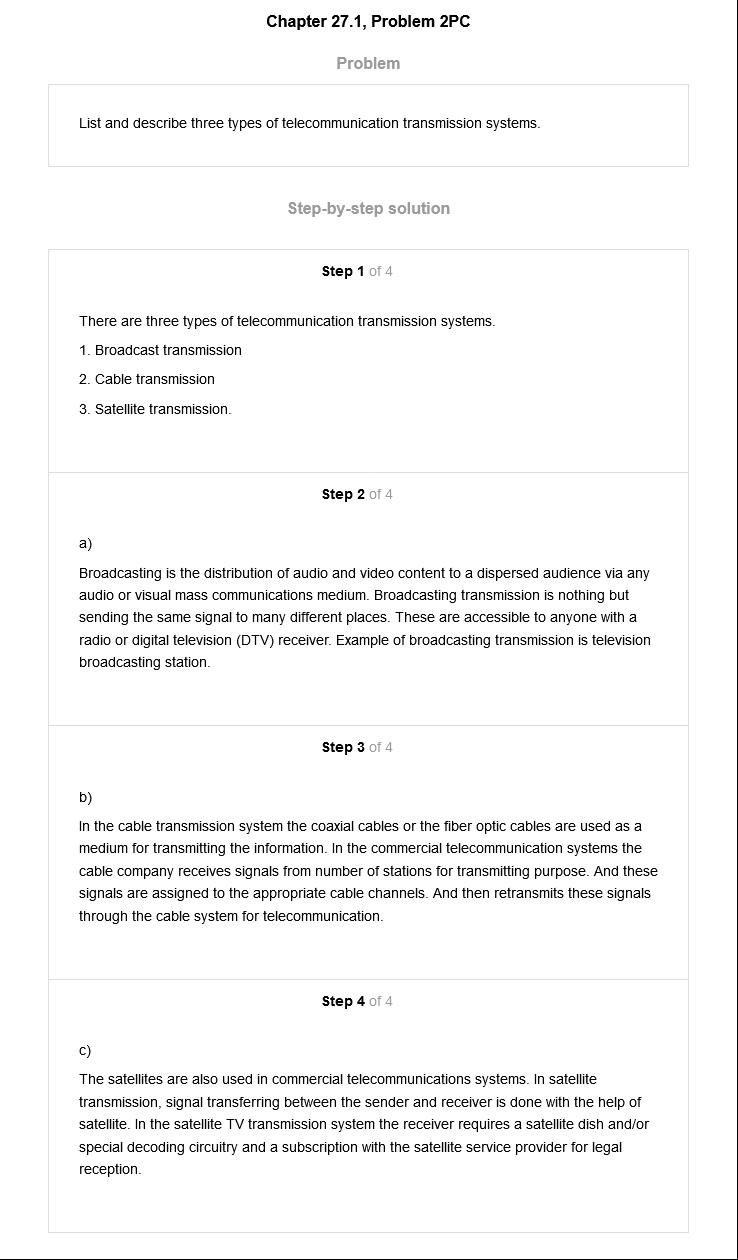 Chapter 27.1, Problem 2PC
Problem
List and describe three types of telecommunication transmission systems.
Step-by-step solution
Step 1 of 4
There are three types of telecommunication transmission systems.
1. Broadcast transmission
2. Cable transmission
3. Satellite transmission.
Step 2 of 4
a)
Broadcasting is the distribution of audio and video content to a dispersed audience via any
audio or visual mass communications medium. Broadcasting transmission is nothing but
sending the same signal to many different places. These are accessible to anyone with a
radio or digital television (DTV) receiver. Example of broadcasting transmission is television
broadcasting station.
Step 3 of 4
b)
In the cable transmission system the coaxial cables or the fiber optic cables are used as a
medium for transmitting the information. In the commercial telecommunication systems the
cable company receives signals from number of stations for transmitting purpose. And these
signals are assigned to the appropriate cable channels. And then retransmits these signals
through the cable system for telecommunication.
Step 4 of 4
c)
The satellites are also used in commercial telecommunications systems. In satellite
transmission, signal transferring between the sender and receiver is done with the help of
satellite. In the satellite TV transmission system the receiver requires a satellite dish and/or
special decoding circuitry and a subscription with the satellite service provider for legal
reception.